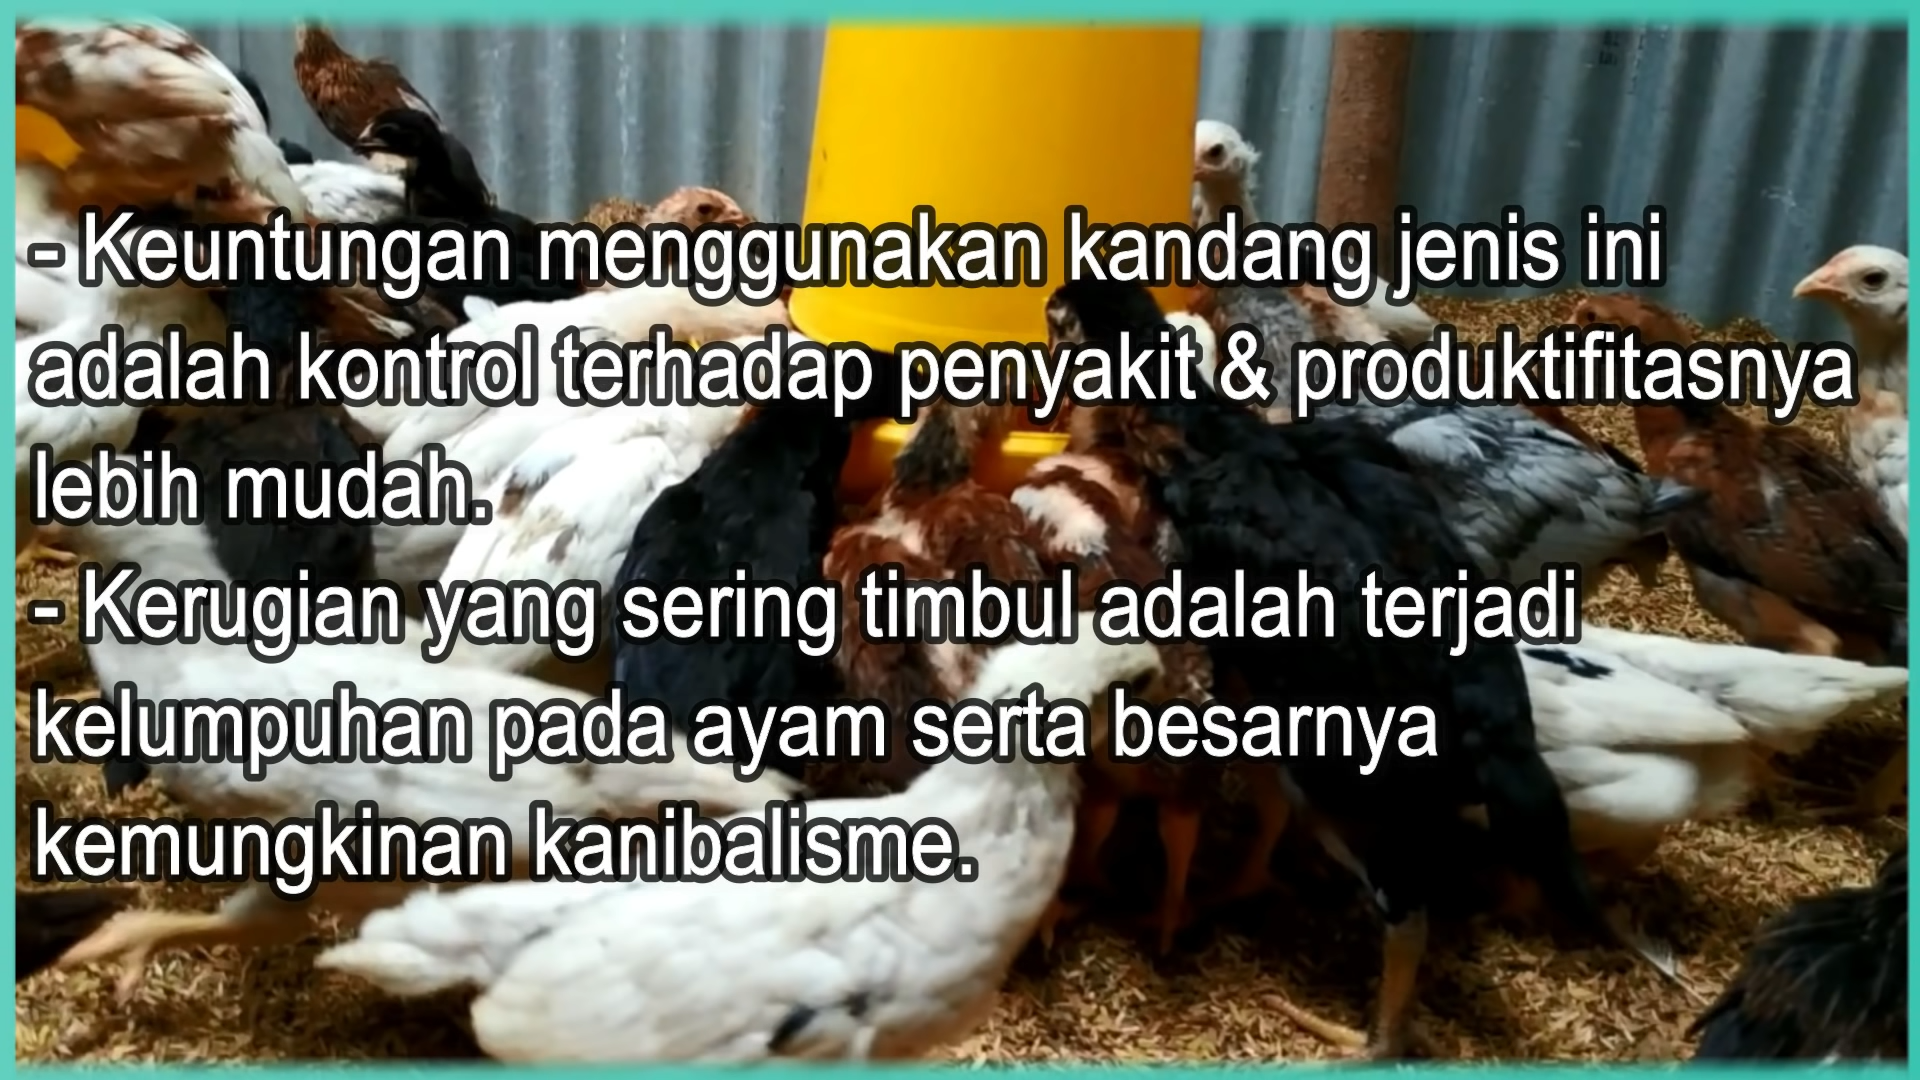 - Keuntungan menggunakan kandang jenis ini
adalah kontrol terhadap penyakit & produktifitasnya
lebih mudah.
- Kerugian yang sering timbul adalah terjadi
kelumpuhan pada ayam serta besarnya
kemungkinan kanibalisme.